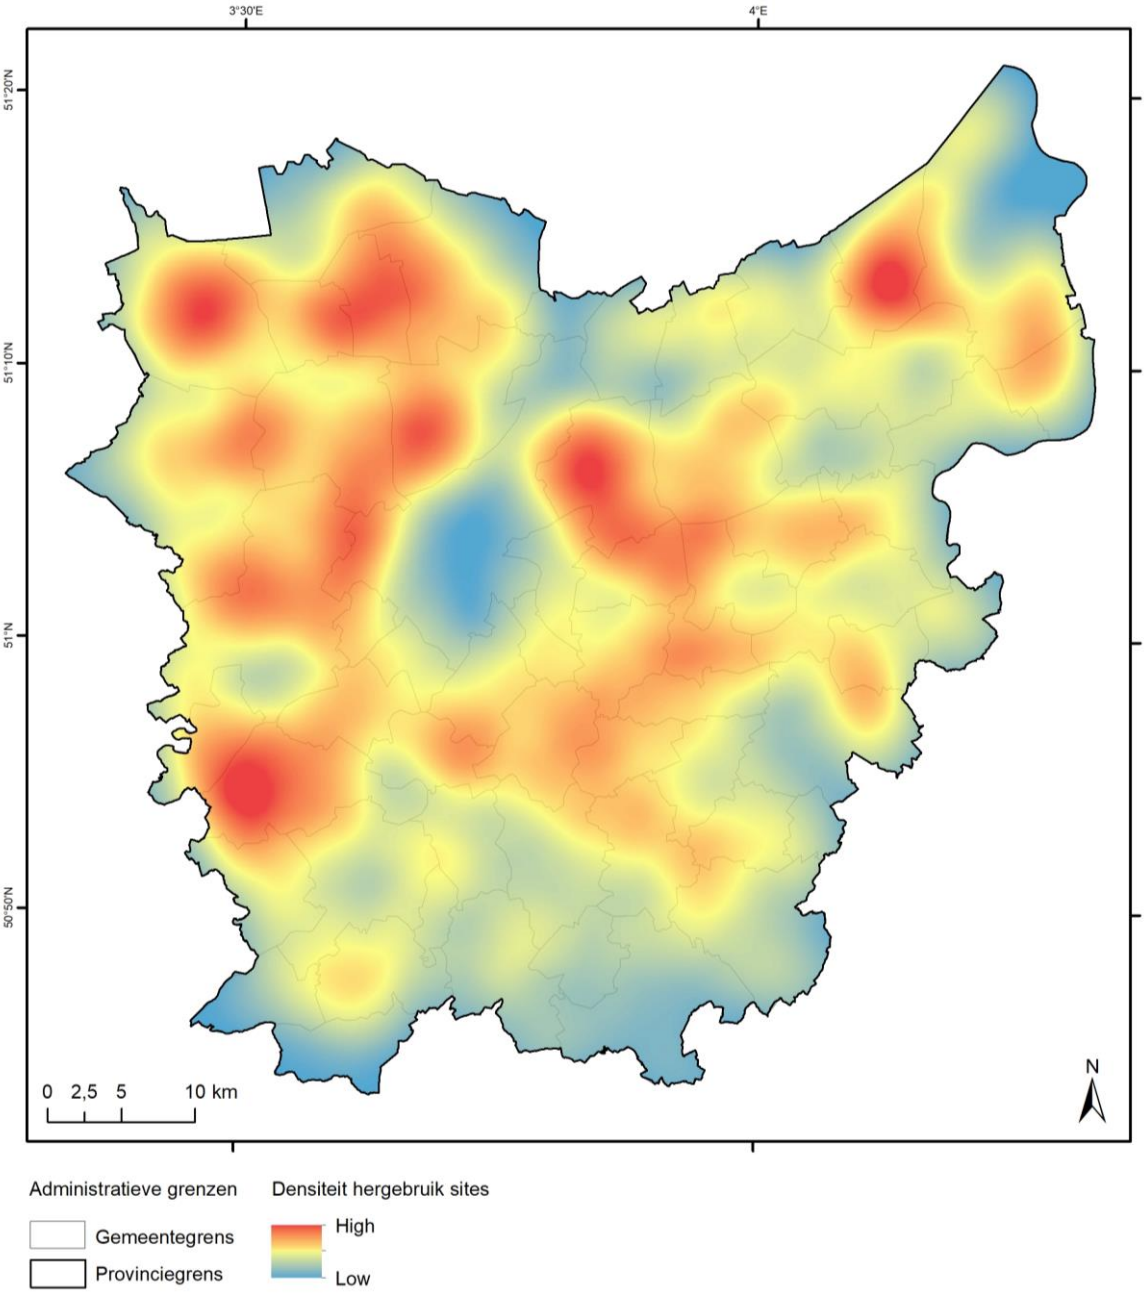 3°30'E
4°E
51°20'N
51°10'N
51°N
50°50'N
N
0 2,5 5 10 km
Administratieve grenzen
Densiteit hergebruik sites
Gemeentegrens
High
Provinciegrens
Low